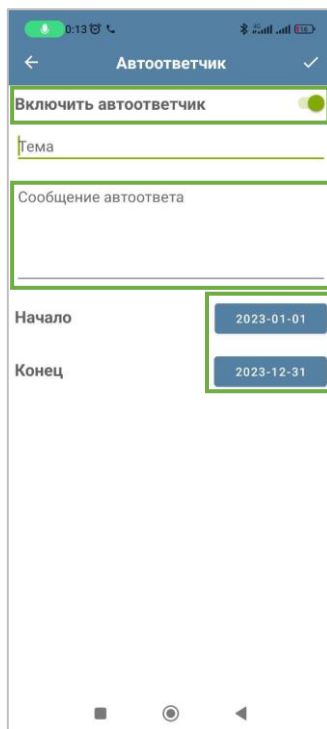 0:13
Автоответчик
Включить автоответчик
Тема
Сообщение автоответа
Начало
2023-01-01
Конец
2023-12-31